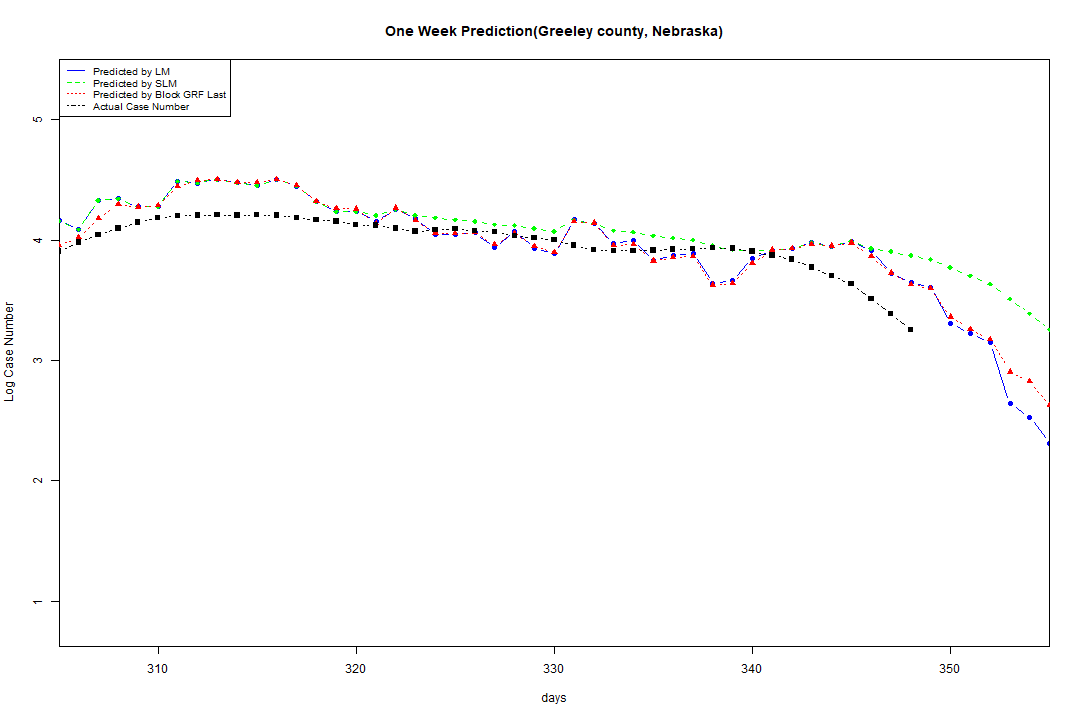 One Week Prediction(Greeley county, Nebraska)
Predicted by LM
Predicted by SLM
Predicted by Block GRF Last
Actual Case Number
5
4
3
2
1
Log Case Number
310 320 330 340 350
days